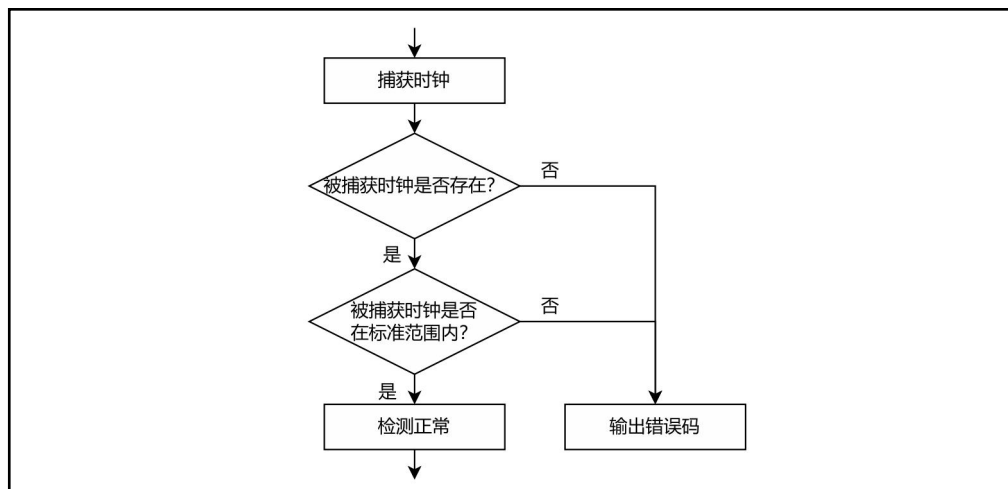 捕获时钟
被捕获时钟是否存在?
否
是
被捕获时钟是否
在标准范围内?
否
是
检测正常
输出错误码